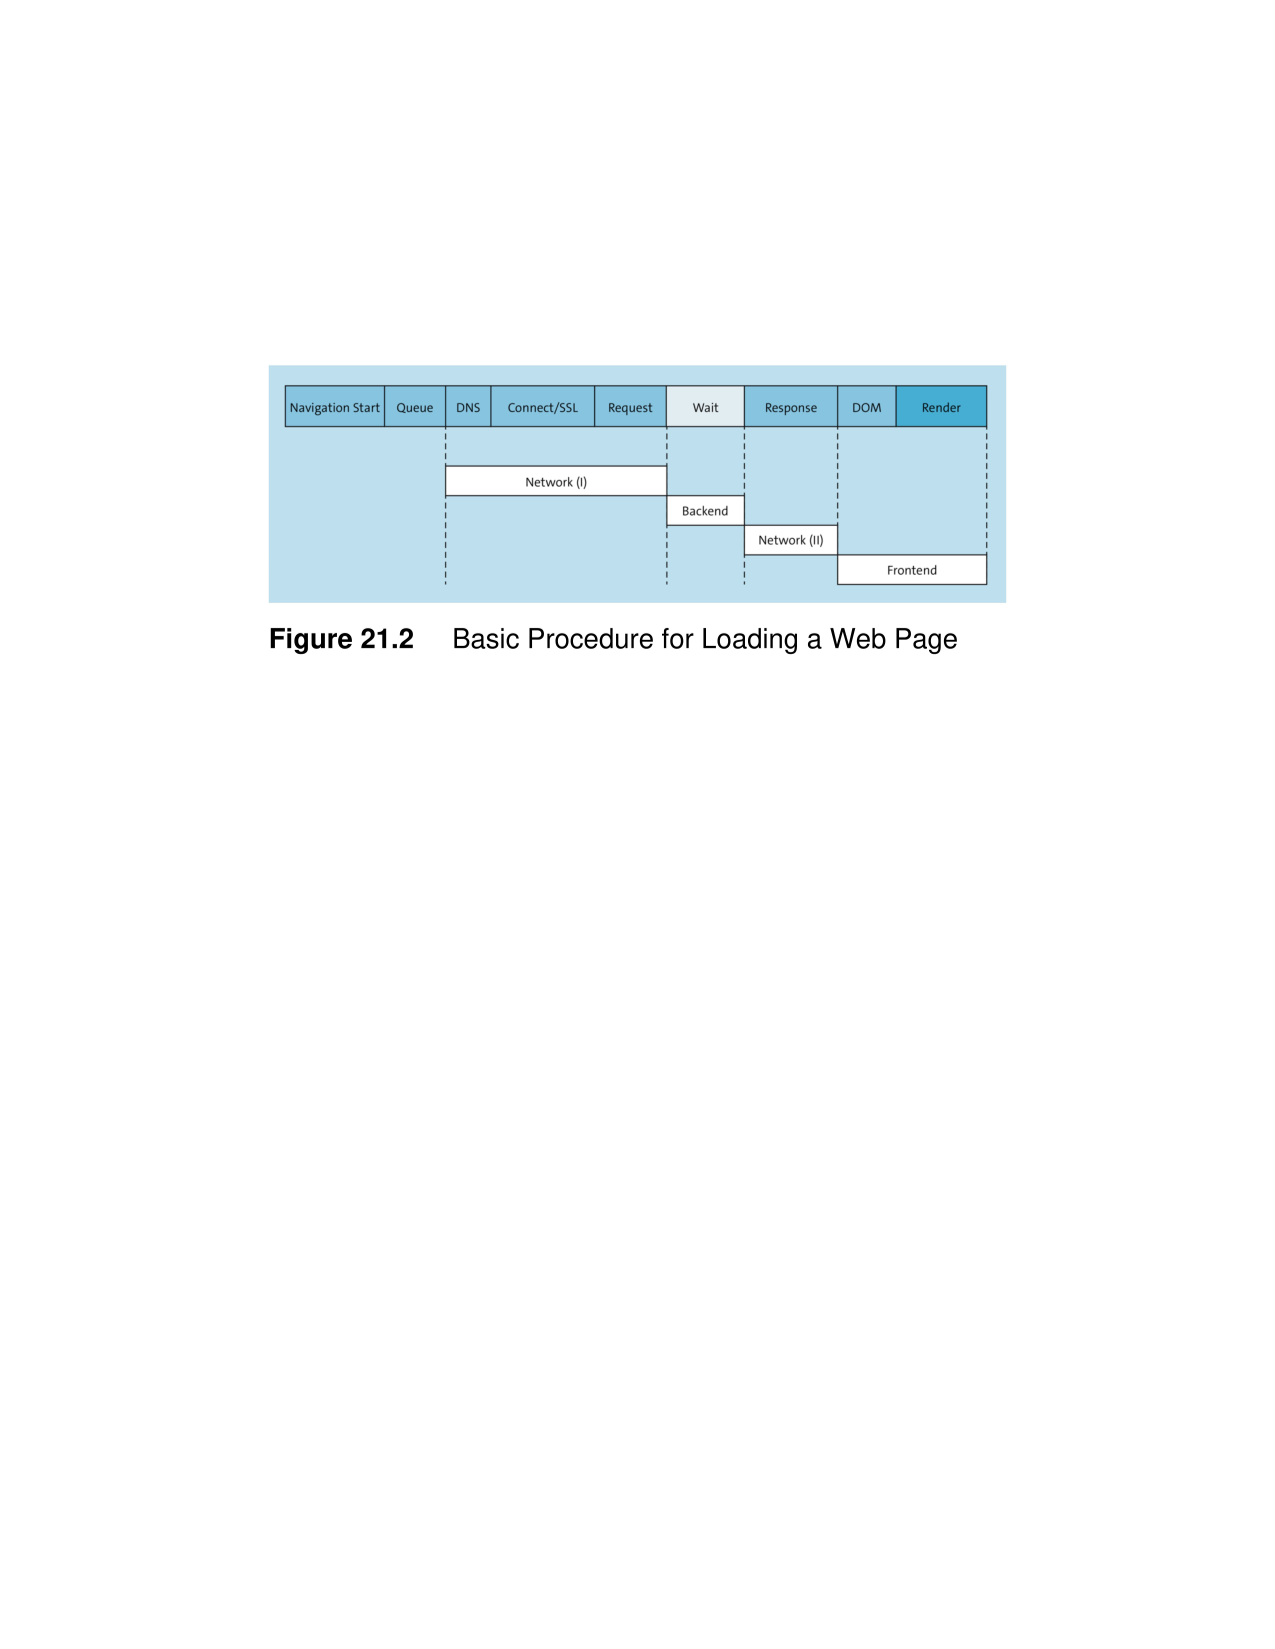 Navigation Start Queue DNS Connect/SSL Request Wait Response DOM Render
Network (I)
Backend
Network (II)
Frontend
Figure 21.2 Basic Procedure for Loading a Web Page